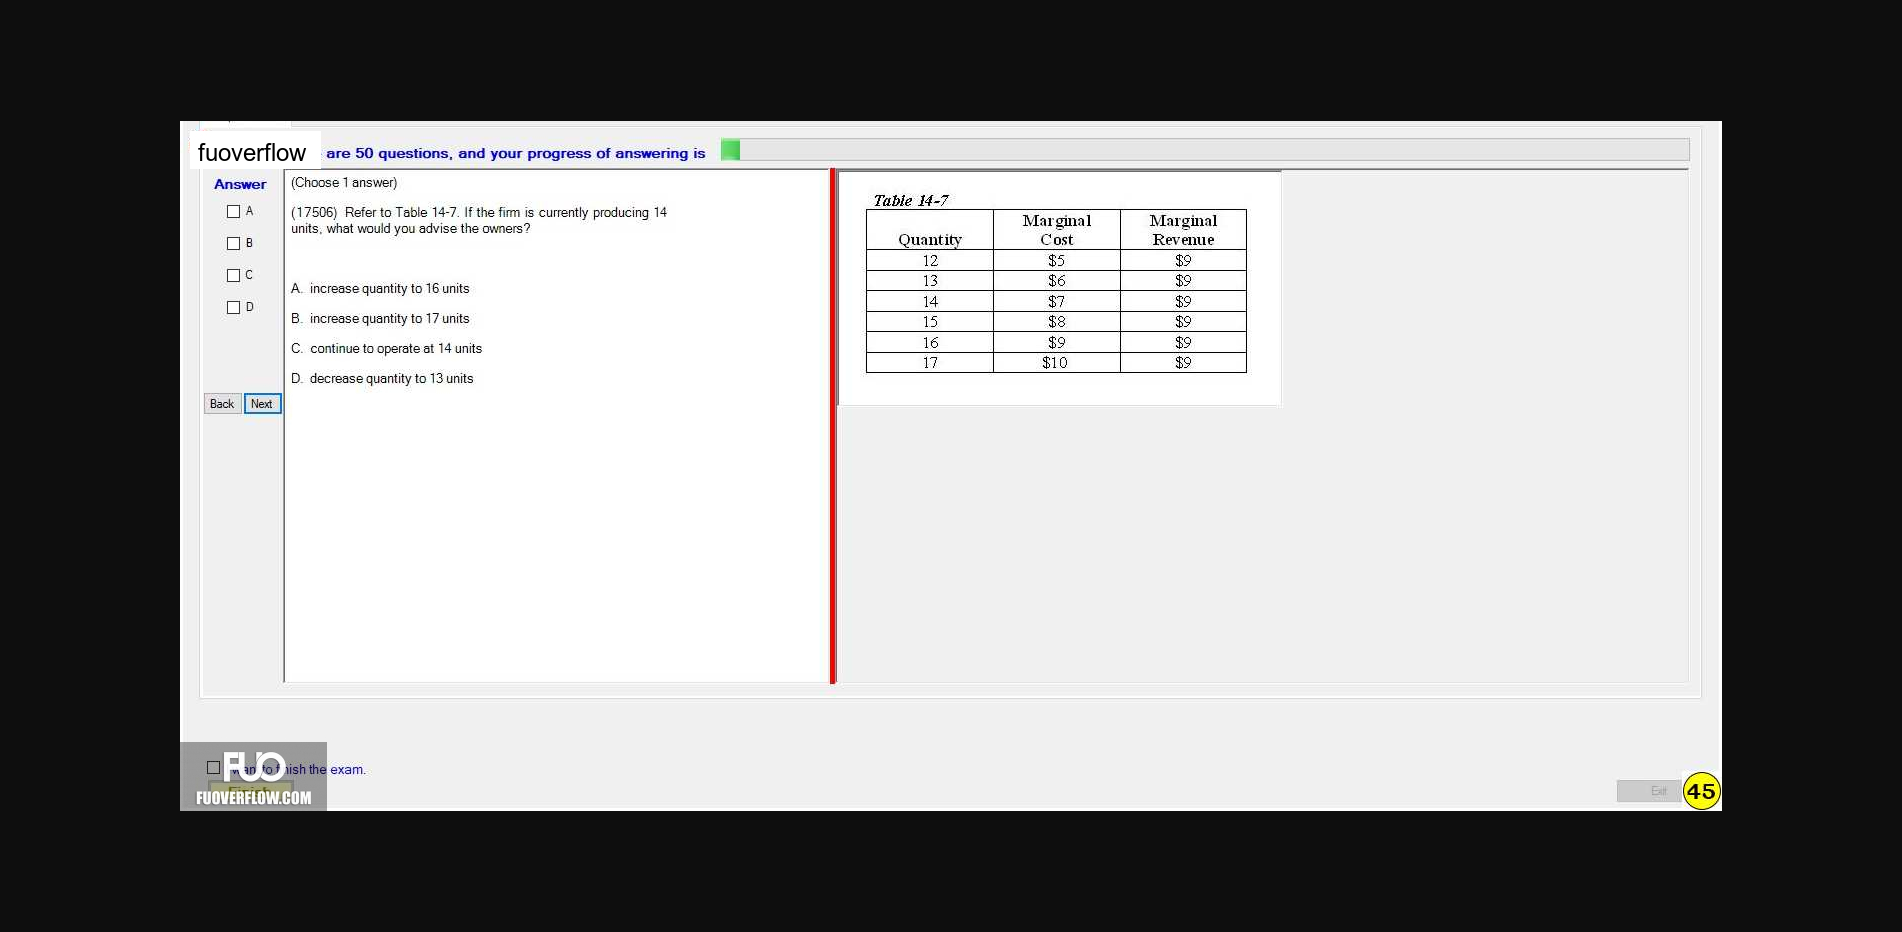 fuoverflow are 50 questions, and your progress of answering is
Answer
A
B
C
D
Back Next
(Choose 1 answer)
(17506) Refer to Table 14-7. If the firm is currently producing 14
units, what would you advise the owners?
A. increase quantity to 16 units
B. increase quantity to 17 units
C. continue to operate at 14 units
D. decrease quantity to 13 units
Table 14-7
Quantity Marginal Cost Marginal Revenue
12 $5 $9
13 $6 $9
14 $7 $9
15 $8 $9
16 $9 $9
17 $10 $9
FUO
want to finish the exam.
Finish
FUOVERFLOW.COM
Exit
45